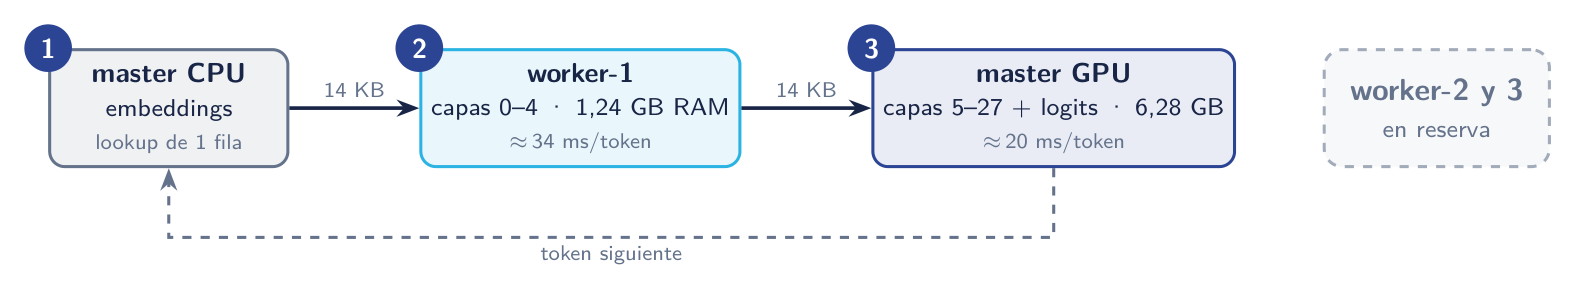 1
master CPU
embeddings
lookup de 1 fila
14 KB
2
worker-1
capas 0–4 · 1,24 GB RAM
≈ 34 ms/token
14 KB
3
master GPU
capas 5–27 + logits · 6,28 GB
≈ 20 ms/token
worker-2 y 3
en reserva
token siguiente